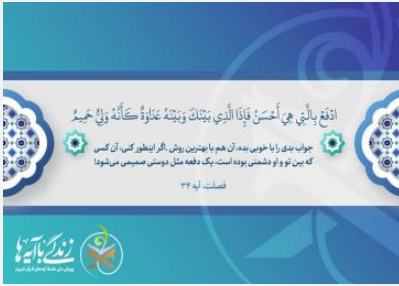 ادْفَعْ بِالَّتِي هِيَ أَحْسَنُ فَإِذَا الَّذِي بَيْنَكَ وَبَيْنَهُ عَدَاوَةٌ كَأَنَّهُ وَلِيٌّ حَمِيمٌ
جواب بدی را با خوبی بده، آن هم با بهترین روش. اگر اینطور کنی، آن کسی
که بین تو و او دشمنی بوده است، یک دفعه مثل دوستی صمیمی می‌شود!
فصلت، آیه ۳۴
زندگی با آیه‌ها